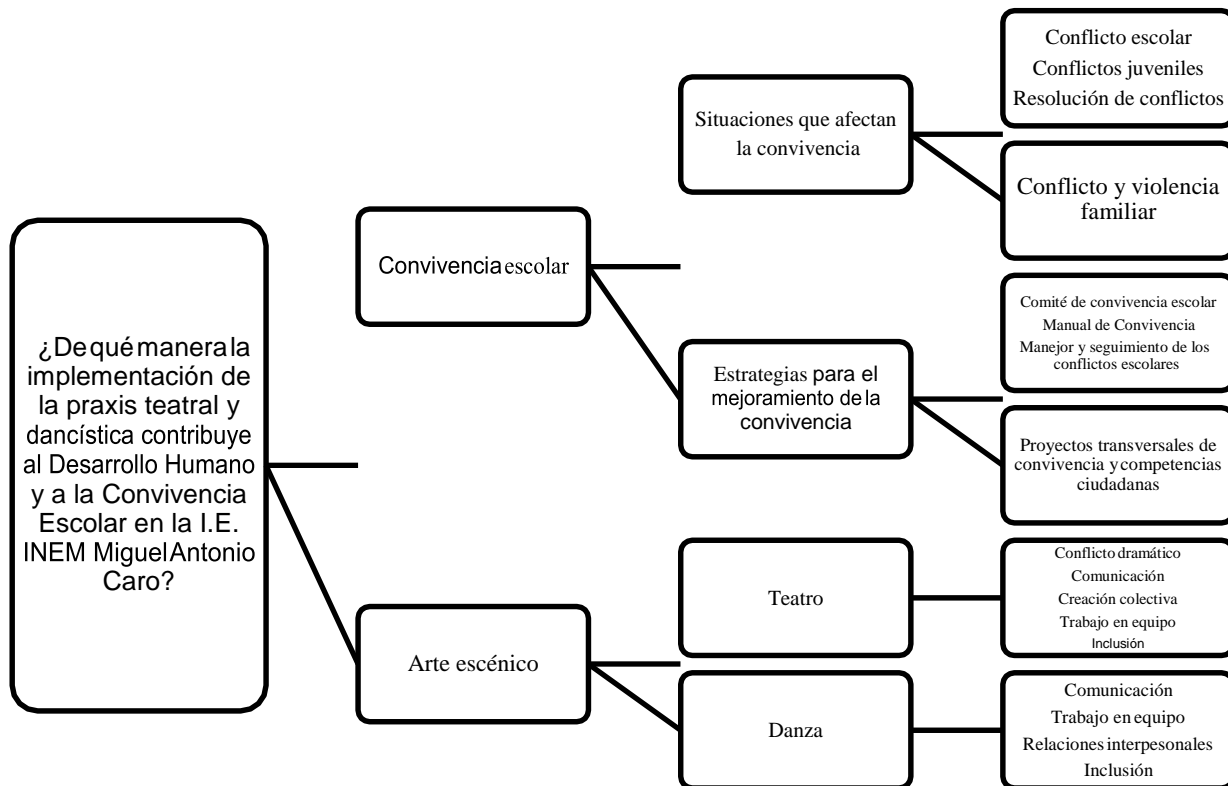 ¿De qué manera la
implementación de
la praxis teatral y
dancística contribuye
al Desarrollo Humano
y a la Convivencia
Escolar en la I.E.
INEM Miguel Antonio
Caro?
Convivencia escolar
Situaciones que afectan
la convivencia
Conflicto escolar
Conflictos juveniles
Resolución de conflictos
Conflicto y violencia
familiar
Estrategias para el
mejoramiento de la
convivencia
Comité de convivencia escolar
Manual de Convivencia
Manejor y seguimiento de los
conflictos escolares
Proyectos transversales de
convivencia y competencias
ciudadanas
Arte escénico
Teatro
Conflicto dramático
Comunicación
Creación colectiva
Trabajo en equipo
Inclusión
Danza
Comunicación
Trabajo en equipo
Relaciones interpesonales
Inclusión